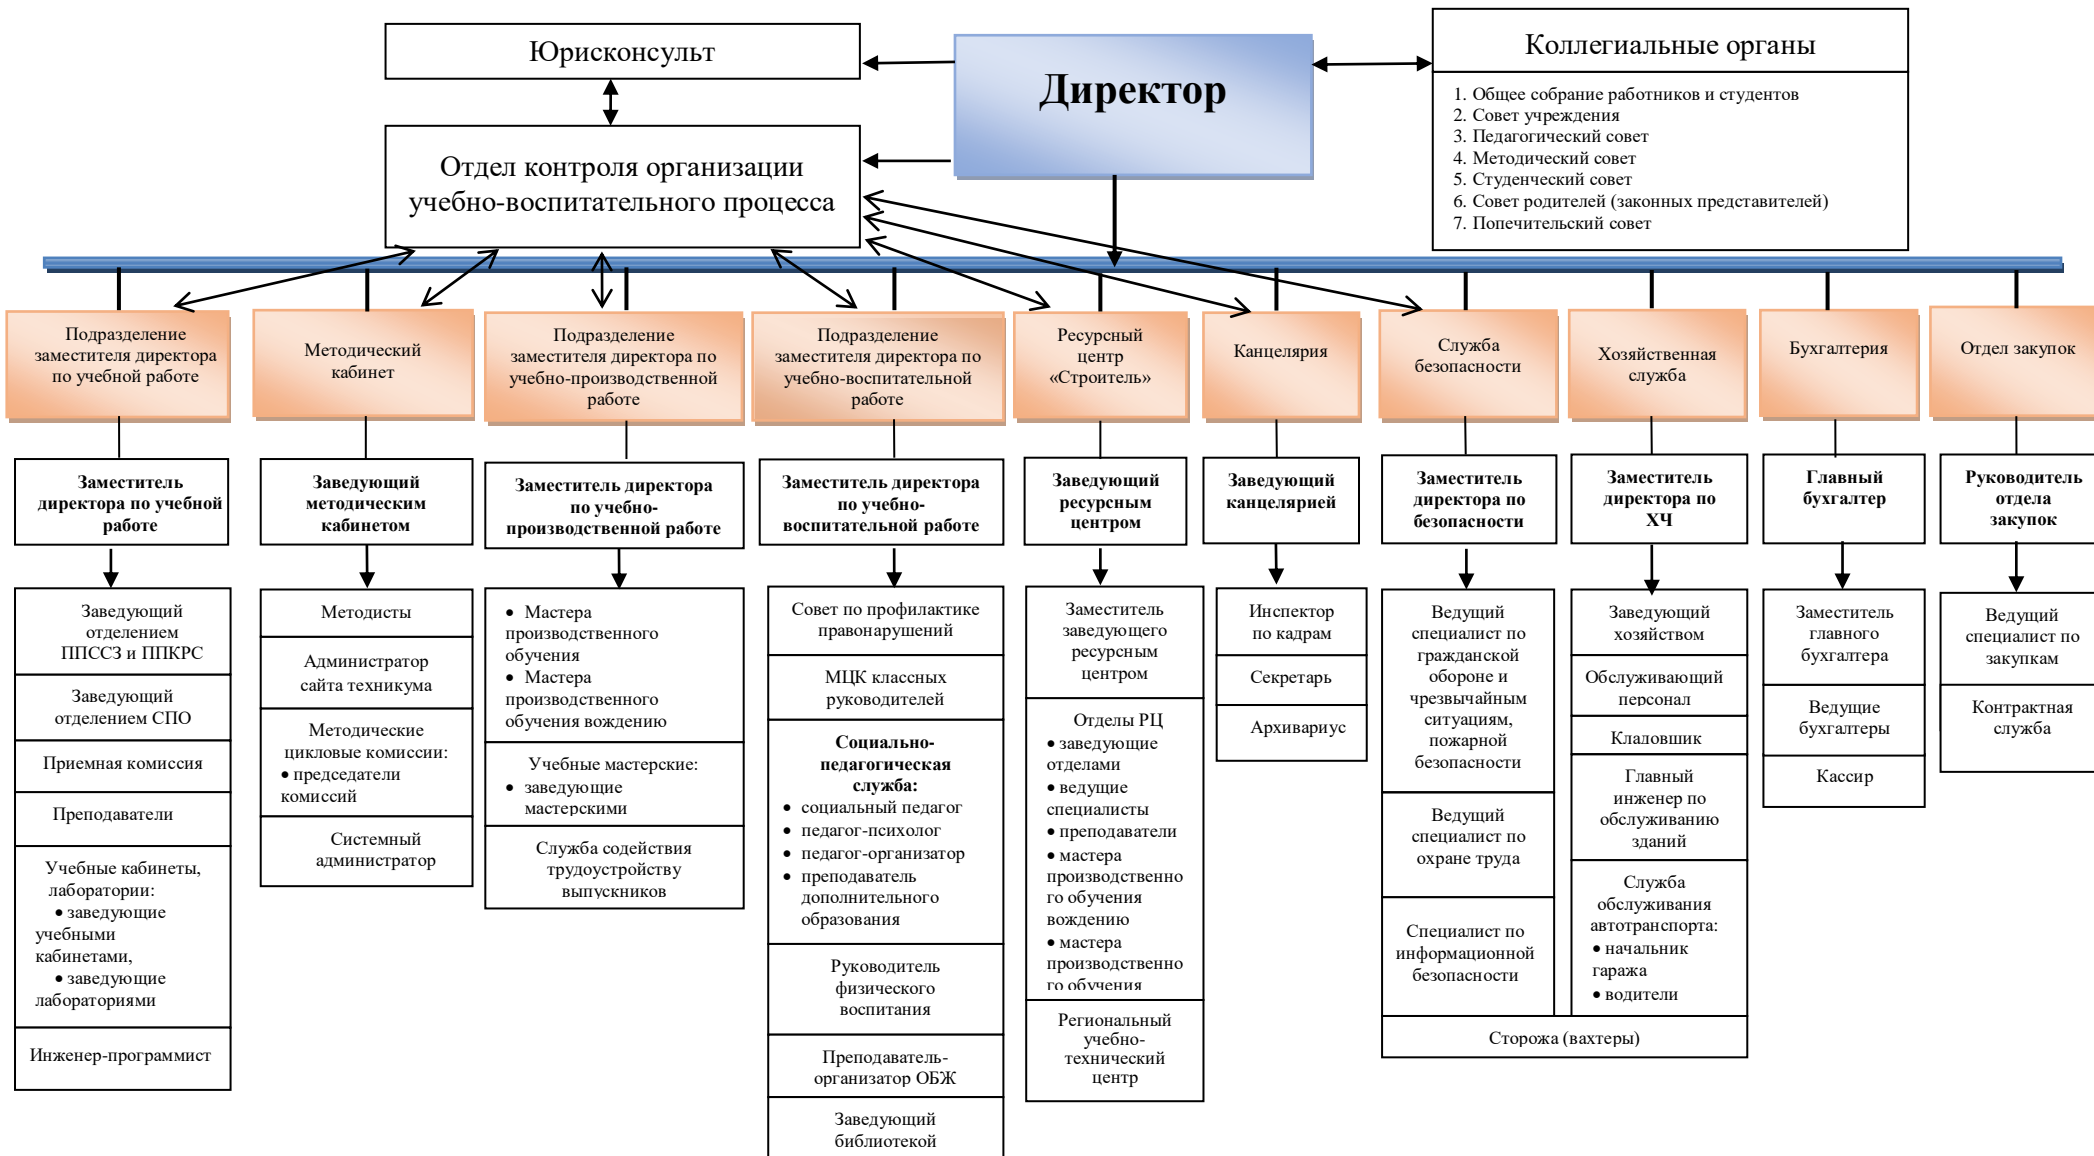 Юрисконсульт
Директор
Коллегиальные органы
1. Общее собрание работников и студентов
2. Совет учреждения
3. Педагогический совет
4. Методический совет
5. Студенческий совет
6. Совет родителей (законных представителей)
7. Попечительский совет
Отдел контроля организации
учебно-воспитательного процесса
Подразделение
заместителя директора
по учебной работе
Методический
кабинет
Подразделение
заместителя директора по
учебно-производственной
работе
Подразделение
заместителя директора по
учебно-воспитательной
работе
Ресурсный
центр
«Строитель»
Канцелярия
Служба
безопасности
Хозяйственная
служба
Бухгалтерия
Отдел закупок
Заместитель
директора по учебной
работе
Заведующий
методическим
кабинетом
Заместитель директора
по учебно-
производственной работе
Заместитель директора
по учебно-
воспитательной работе
Заведующий
ресурсным
центром
Заведующий
канцелярией
Заместитель
директора по
безопасности
Заместитель
директора по
ХЧ
Главный
бухгалтер
Руководитель
отдела
закупок
Заведующий
отделением
ППССЗ и ППКРС
Заведующий
отделением СПО
Приемная комиссия
Преподаватели
Учебные кабинеты,
лаборатории:
• заведующие
учебными
кабинетами,
• заведующие
лабораториями
Инженер-программист
Методисты
Администратор
сайта техникума
Методические
цикловые комиссии:
• председатели
комиссий
Системный
администратор
• Мастера
производственного
обучения
• Мастера
производственного
обучения вождению
Учебные мастерские:
• заведующие
мастерскими
Служба содействия
трудоустройству
выпускников
Совет по профилактике
правонарушений
МЦК классных
руководителей
Социально-
педагогическая
служба:
• социальный педагог
• педагог-психолог
• педагог-организатор
• преподаватель
дополнительного
образования
Руководитель
физического
воспитания
Преподаватель-
организатор ОБЖ
Заведующий
библиотекой
Заместитель
заведующего
ресурсным
центром
Отделы РЦ
• заведующие
отделами
• ведущие
специалисты
• преподаватели
• мастера
производственно
го обучения
вождению
• мастера
производственно
го обучения
Региональный
учебно-
технический
центр
Инспектор
по кадрам
Секретарь
Архивариус
Ведущий
специалист по
гражданской
обороне и
чрезвычайным
ситуациям,
пожарной
безопасности
Ведущий
специалист по
охране труда
Специалист по
информационной
безопасности
Заведующий
хозяйством
Обслуживающий
персонал
Кладовшик
Главный
инженер по
обслуживанию
зданий
Служба
обслуживания
автотранспорта:
• начальник
гаража
• водители
Сторожа (вахтеры)
Заместитель
главного
бухгалтера
Ведущие
бухгалтеры
Кассир
Ведущий
специалист по
закупкам
Контрактная
служба